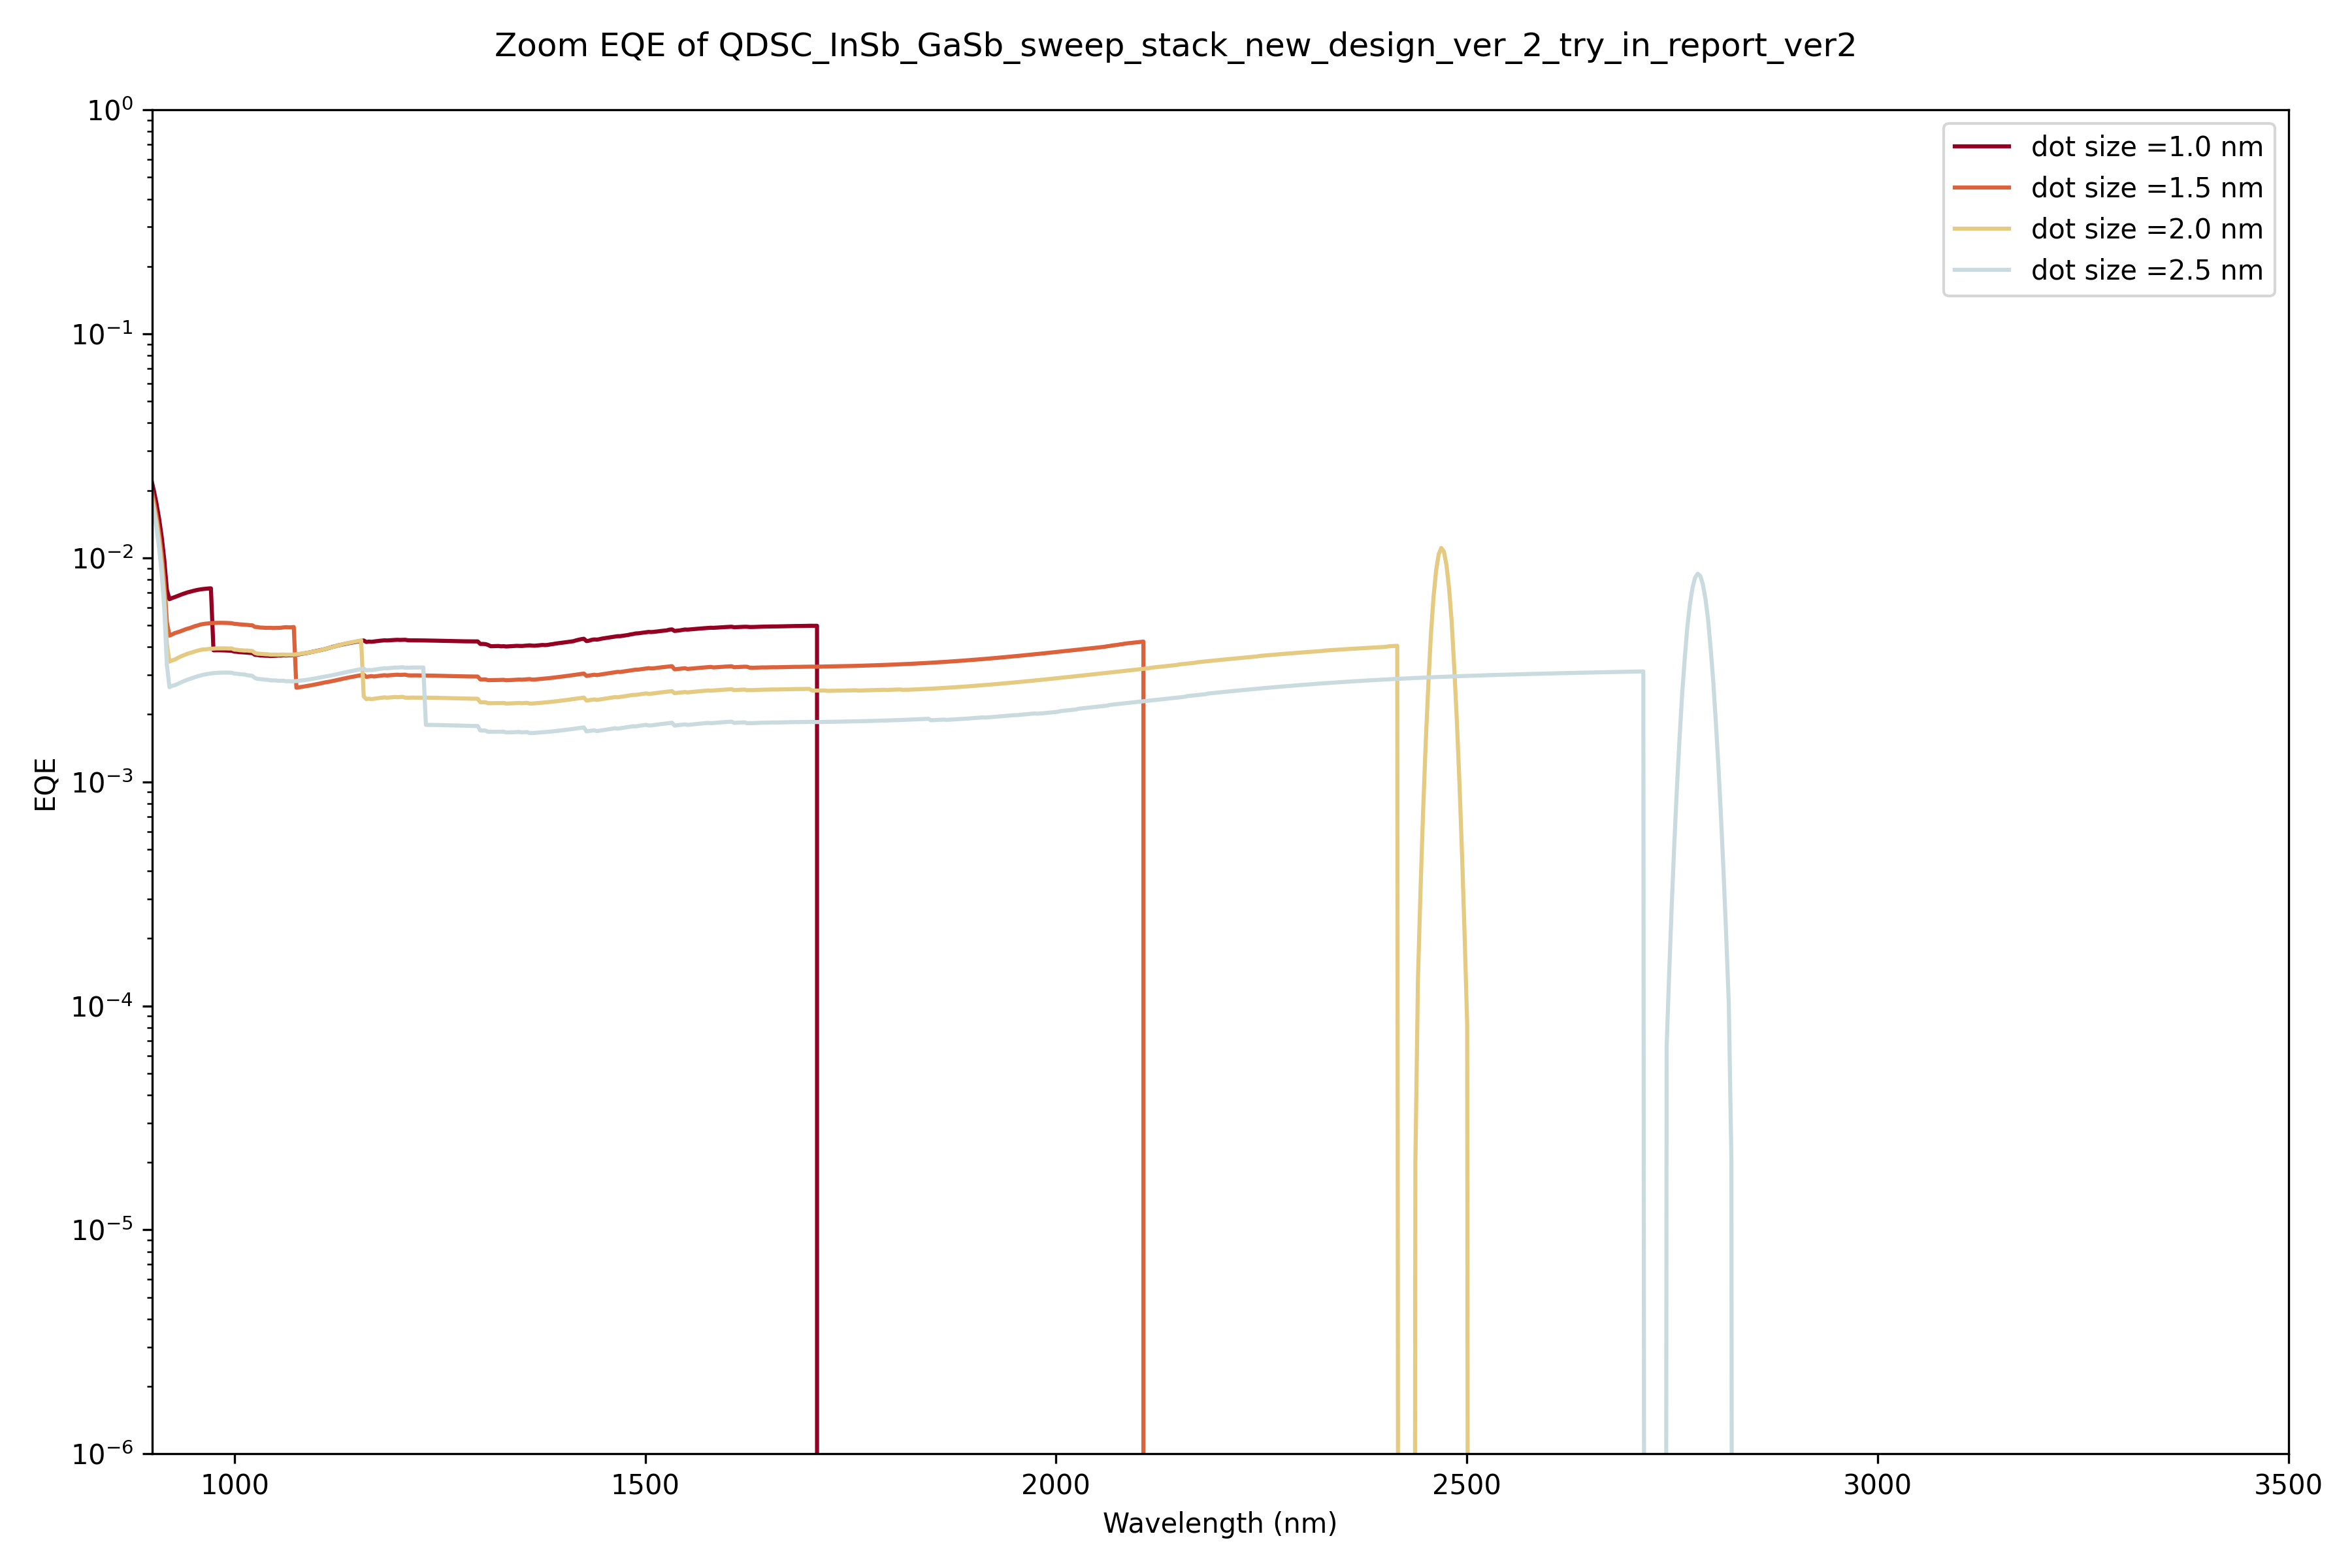 Zoom EQE of QDSC_InSb_GaSb_sweep_stack_new_design_ver_2_try_in_report_ver2
dot size =1.0 nm
dot size =1.5 nm
dot size =2.0 nm
dot size =2.5 nm
EQE
10⁰
10⁻¹
10⁻²
10⁻³
10⁻⁴
10⁻⁵
10⁻⁶
1000 1500 2000 2500 3000 3500
Wavelength (nm)